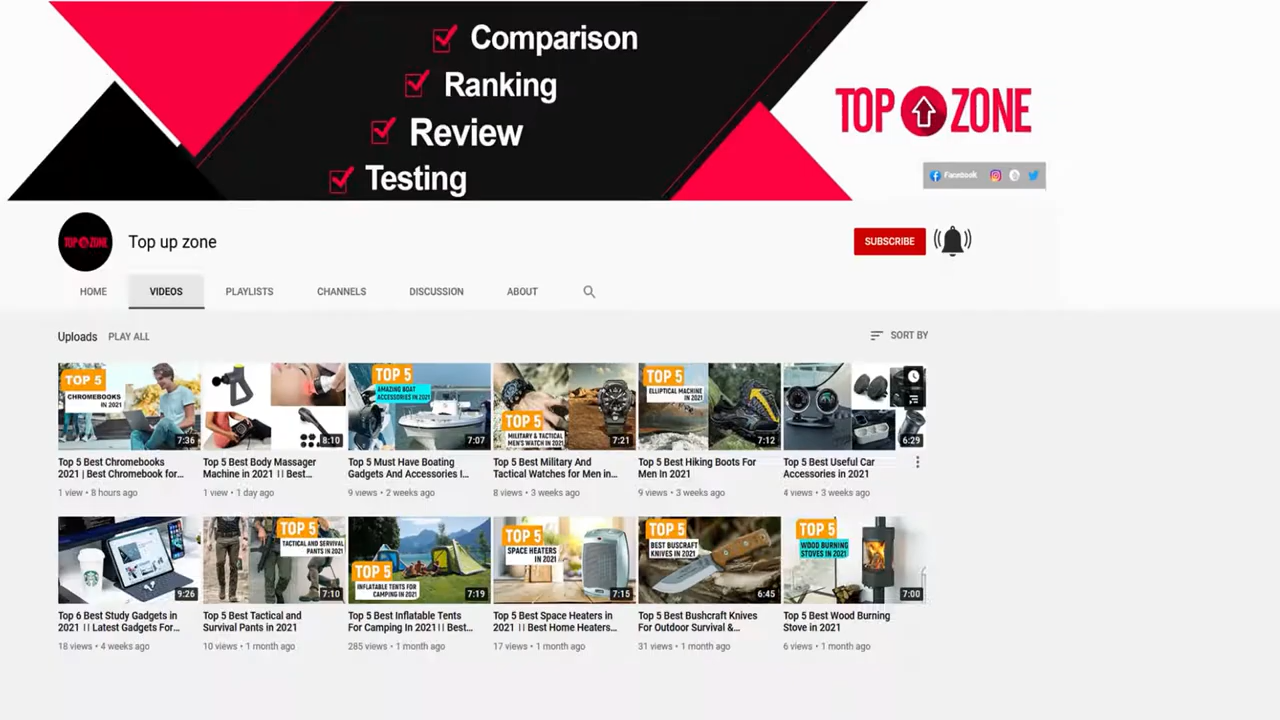 Comparison
Ranking
Review
Testing
TOP ZONE
Facebook
TOP ZONE
Top up zone
SUBSCRIBE
HOME VIDEOS PLAYLISTS CHANNELS DISCUSSION ABOUT
Uploads PLAY ALL
SORT BY
TOP 5
CHROMEBOOKS
IN 2021
7:36
8:10
TOP 5
AMAZING BOAT
ACCESSORIES IN 2021
7:07
TOP 5
MILITARY & TACTICAL
MEN'S WATCH IN 2021
7:21
TOP 5
ELLIPTICAL MACHINE
IN 2021
7:12
6:29
Top 5 Best Chromebooks
2021 | Best Chromebook for...
1 view • 8 hours ago
Top 5 Best Body Massager
Machine in 2021 || Best...
1 view • 1 day ago
Top 5 Must Have Boating
Gadgets And Accessories I...
9 views • 2 weeks ago
Top 5 Best Military And
Tactical Watches for Men in...
8 views • 3 weeks ago
Top 5 Best Hiking Boots For
Men In 2021
9 views • 3 weeks ago
Top 5 Best Useful Car
Accessories in 2021
4 views • 3 weeks ago
9:26
TOP 5
TACTICAL AND SURVIVAL
PANTS IN 2021
7:10
TOP 5
INFLATABLE TENTS FOR
CAMPING IN 2021
7:19
TOP 5
SPACE HEATERS
IN 2021
7:15
TOP 5
BEST BUSCRAFT
KNIVES IN 2021
6:45
TOP 5
WOOD BURNING
STOVES IN 2021
7:00
Top 6 Best Study Gadgets in
2021 || Latest Gadgets For...
18 views • 4 weeks ago
Top 5 Best Tactical and
Survival Pants in 2021
10 views • 1 month ago
Top 5 Best Inflatable Tents
For Camping In 2021|| Best...
285 views • 1 month ago
Top 5 Best Space Heaters in
2021 || Best Home Heaters...
17 views • 1 month ago
Top 5 Best Bushcraft Knives
For Outdoor Survival &...
31 views • 1 month ago
Top 5 Best Wood Burning
Stove in 2021
6 views • 1 month ago